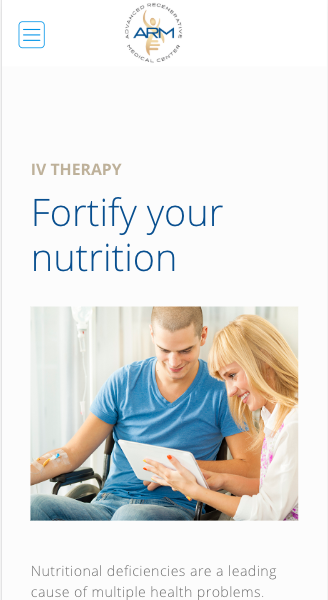 ADVANCED REGENERATIVE
ARM
MEDICAL CENTER
IV THERAPY
Fortify your
nutrition
Nutritional deficiencies are a leading
cause of multiple health problems.